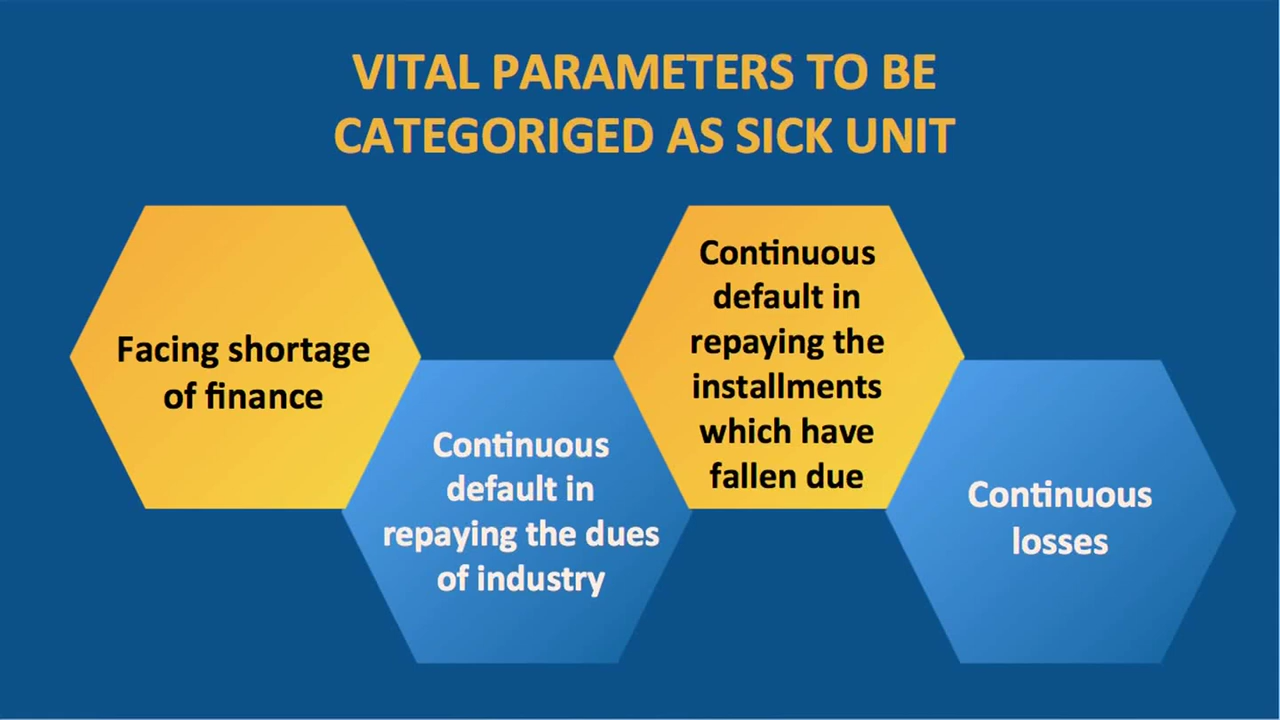 VITAL PARAMETERS TO BE
CATEGORIGED AS SICK UNIT
Facing shortage
of finance
Continuous
default in
repaying the dues
of industry
Continuous
default in
repaying the
installments
which have
fallen due
Continuous
losses